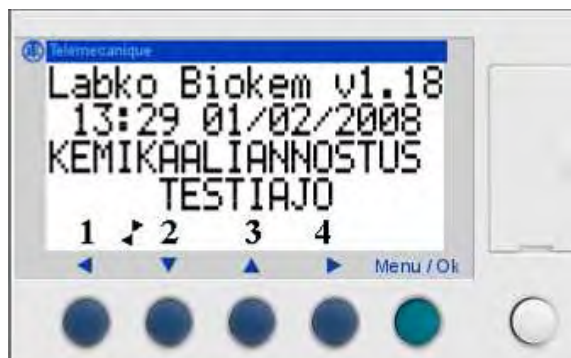 Telemecanique
Labko Biokem v1.18
13:29 01/02/2008
KEMIKAALIANNOSTUS
TESTIAJO
1 2 3 4
Menu / Ok